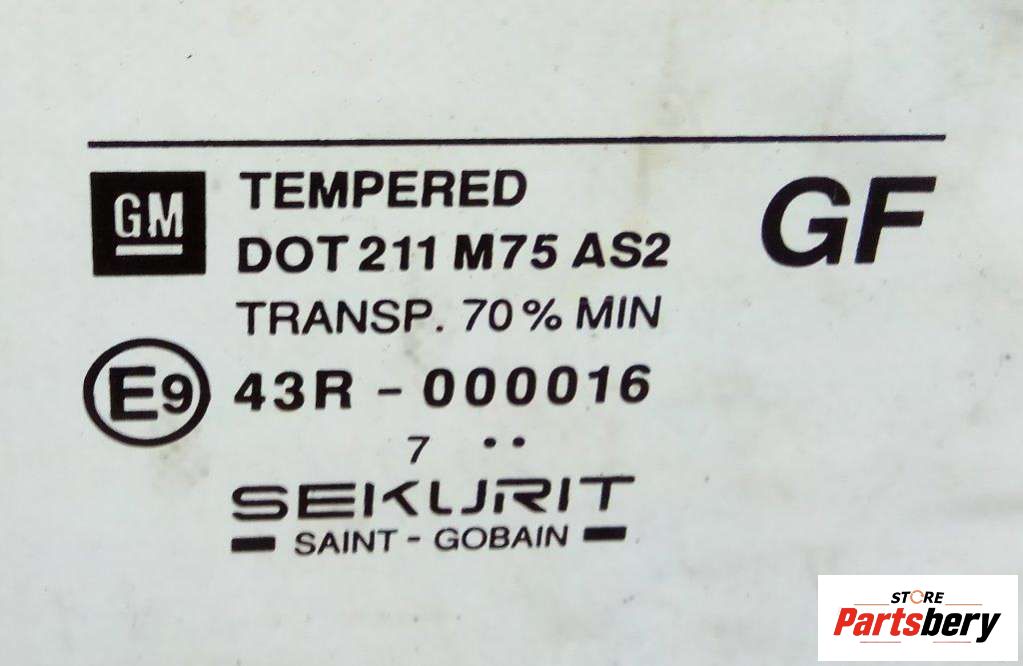 GM
TEMPERED
DOT 211 M75 AS2
TRANSP. 70% MIN
GF
E9
43R - 000016
7 ••
SEKURIT
SAINT - GOBAIN
STORE
Partsbery